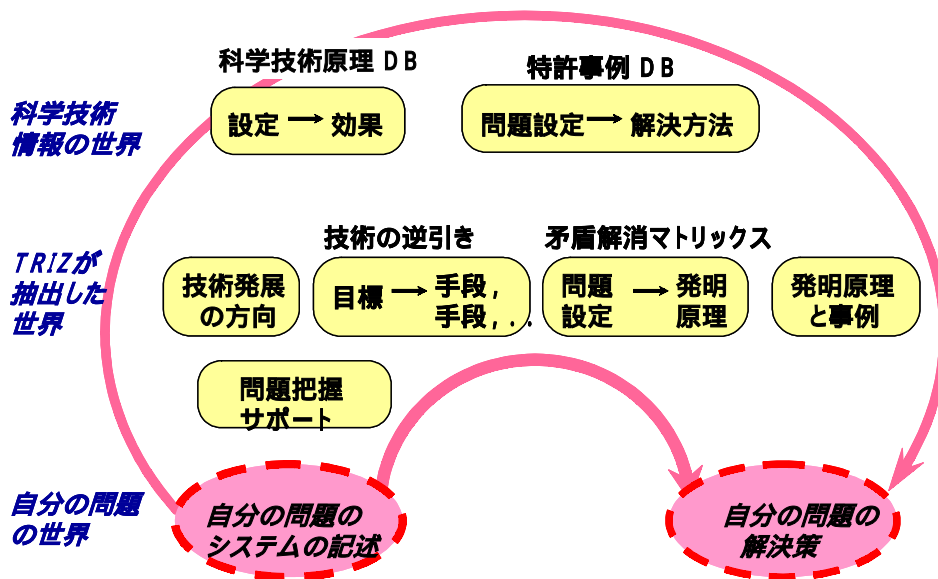 科学技術原理 DB
特許事例 DB
科学技術
情報の世界
設定 → 効果
問題設定 → 解決方法
技術の逆引き
矛盾解消マトリックス
TRIZが
抽出した
世界
技術発展
の方向
目標 → 手段,
手段,...
問題
設定
→ 発明
原理
発明原理
と事例
問題把握
サポート
自分の問題
の世界
自分の問題の
システムの記述
自分の問題の
解決策